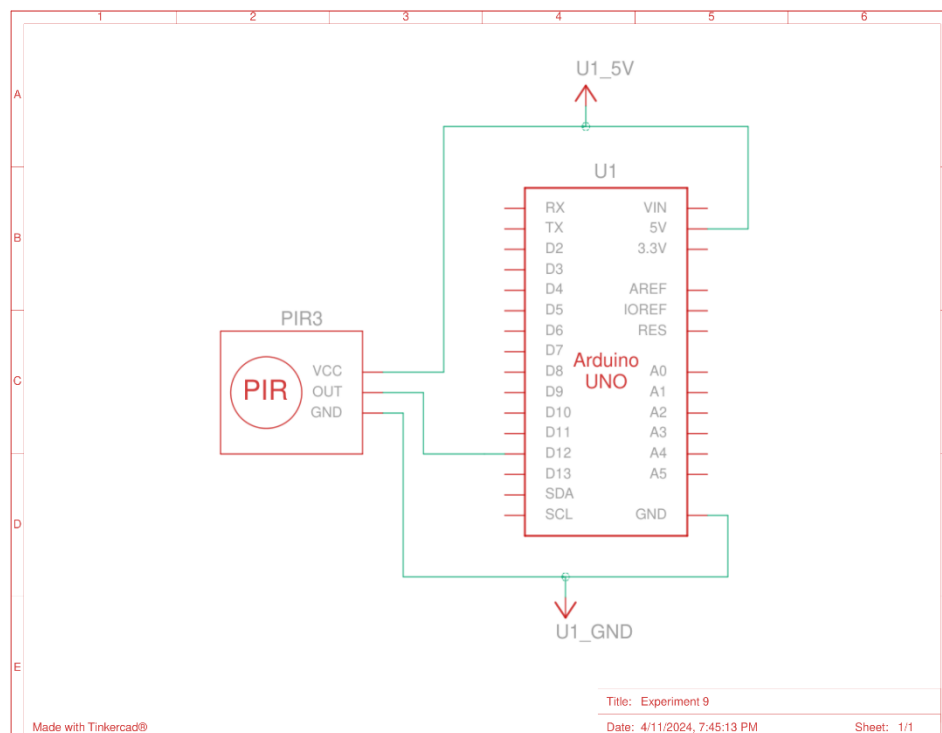 1 2 3 4 5 6
A
B
C
D
E
U1_5V
U1
RX VIN
TX 5V
D2 3.3V
D3
D4 AREF
D5 IOREF
D6 RES
D7
Arduino
UNO
D8 A0
D9 A1
D10 A2
D11 A3
D12 A4
D13 A5
SDA
SCL GND
PIR3
PIR
VCC
OUT
GND
U1_GND
Title: Experiment 9
Made with Tinkercad®
Date: 4/11/2024, 7:45:13 PM Sheet: 1/1